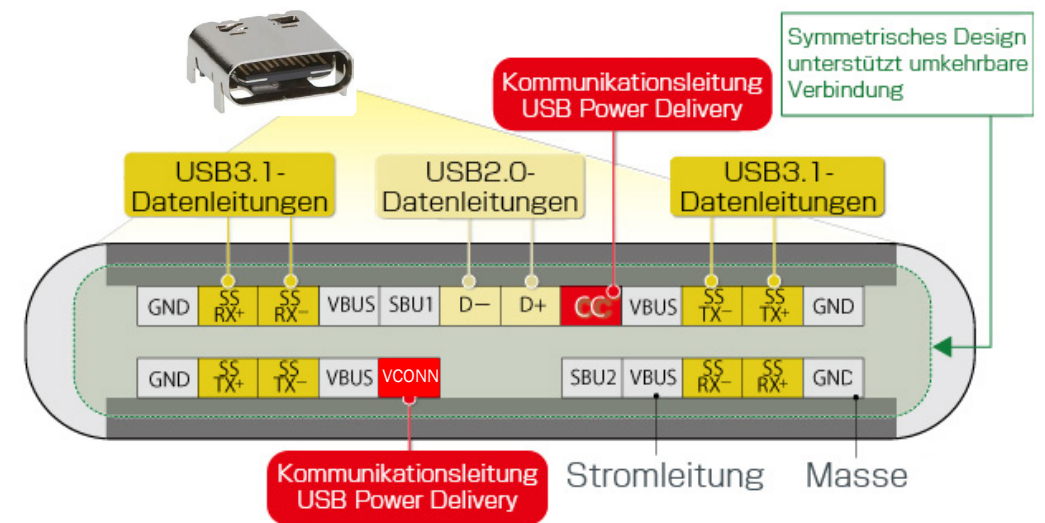 Symmetrisches Design
unterstützt umkehrbare
Verbindung
Kommunikationsleitung
USB Power Delivery
USB3.1-
Datenleitungen
USB2.0-
Datenleitungen
USB3.1-
Datenleitungen
GND SS RX+ SS RX− VBUS SBU1 D− D+ CC VBUS SS TX− SS TX+ GND
GND SS TX+ SS TX− VBUS VCONN SBU2 VBUS SS RX− SS RX+ GND
Kommunikationsleitung
USB Power Delivery
Stromleitung
Masse